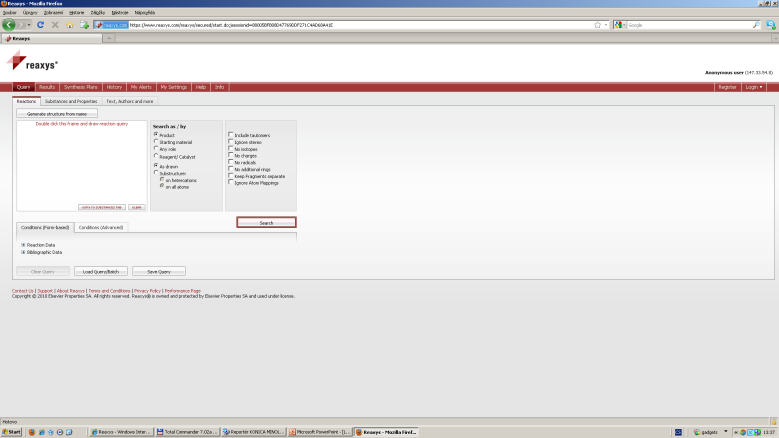 Reaxys - Mozilla Firefox
Soubor Úpravy Zobrazení Historie Záložky Nástroje Nápověda
reaxys.com https://www.reaxys.com/reaxys/secured/start.do;jsessionid=
Google
Reaxys
reaxys®
Anonymous user (147.33.54.8)
Query Results Synthesis Plans History My Alerts My Settings Help Info Register Login
Reactions Substances and Properties Text, Authors and more
Generate structure from name
Double click this frame and draw reaction query
Search as / by
Product
Starting material
Any role
Reagent/ Catalyst
As drawn
Substructure:
on heteroatoms
on all atoms
Include tautomers
Ignore stereo
No isotopes
No charges
No radicals
No additional rings
Keep Fragments separate
Ignore Atom Mappings
COPY TO SUBSTANCES TAB CLEAR
Search
Conditions (Form-based) Conditions (Advanced)
Reaction Data
Bibliographic Data
Clear Query Load Query/Batch Save Query
Contact Us | Support | About Reaxys | Terms and Conditions | Privacy Policy | Performance Page
Copyright © 2010 Elsevier Properties SA. All rights reserved. Reaxys® is owned and protected by Elsevier Properties SA and used under license.
Hotovo
Start Reaxys - Windows Inter... Total Commander 7.02a ... Reportér KONICA MINOL... Microsoft PowerPoint - [1... Reaxys - Mozilla Firef... gadgets 13:37